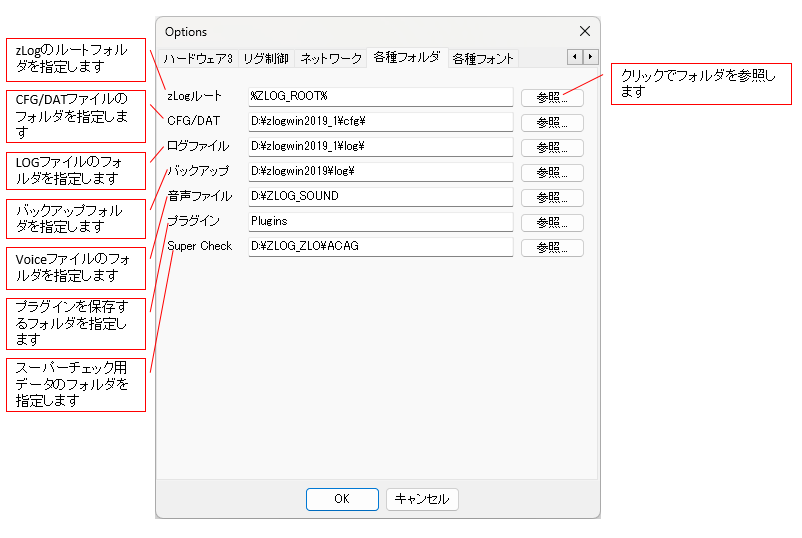 Options
ハードウェア3 リグ制御 ネットワーク 各種フォルダ 各種フォント
zLogのルートフォル
ダを指定します
CFG/DATファイルの
フォルダを指定しま
す
LOGファイルのフォ
ルダを指定します
バックアップフォル
ダを指定します
Voiceファイルのフォ
ルダを指定します
プラグインを保存す
るフォルダを指定し
ます
スーパーチェック用
データのフォルダを
指定します
zLogルート %ZLOG_ROOT% 参照...
CFG/DAT D:¥zlogwin2019_1¥cfg¥ 参照...
ログファイル D:¥zlogwin2019_1¥log¥ 参照...
バックアップ D:¥zlogwin2019¥log¥ 参照...
音声ファイル D:¥ZLOG_SOUND 参照...
プラグイン Plugins 参照...
Super Check D:¥ZLOG_ZLO¥ACAG 参照...
クリックでフォルダを参照し
ます
OK キャンセル